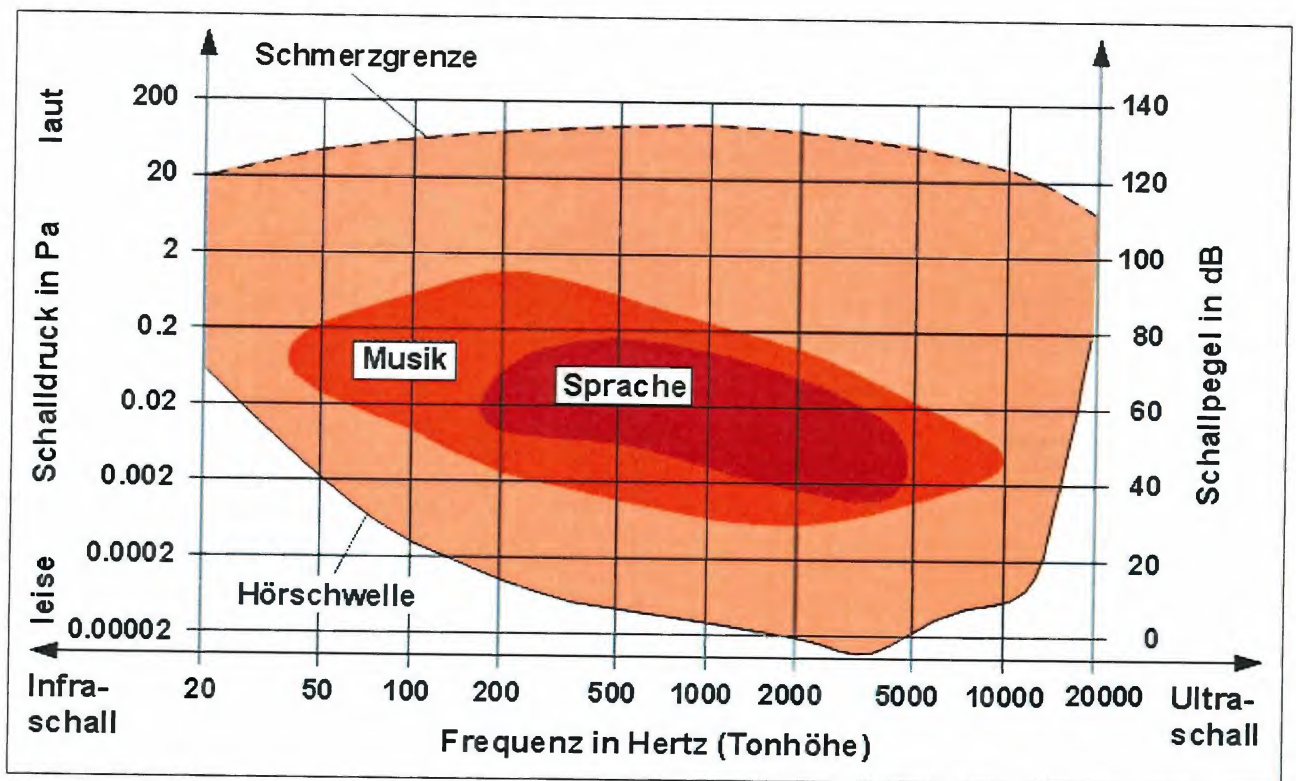 Schmerzgrenze
laut
200
20
2
0.2
0.02
0.002
0.0002
0.00002
Schalldruck in Pa
leise
140
120
100
80
60
40
20
0
Schallpegel in dB
Musik
Sprache
Hörschwelle
Infra-
schall
20 50 100 200 500 1000 2000 5000 10000 20000
Ultra-
schall
Frequenz in Hertz (Tonhöhe)